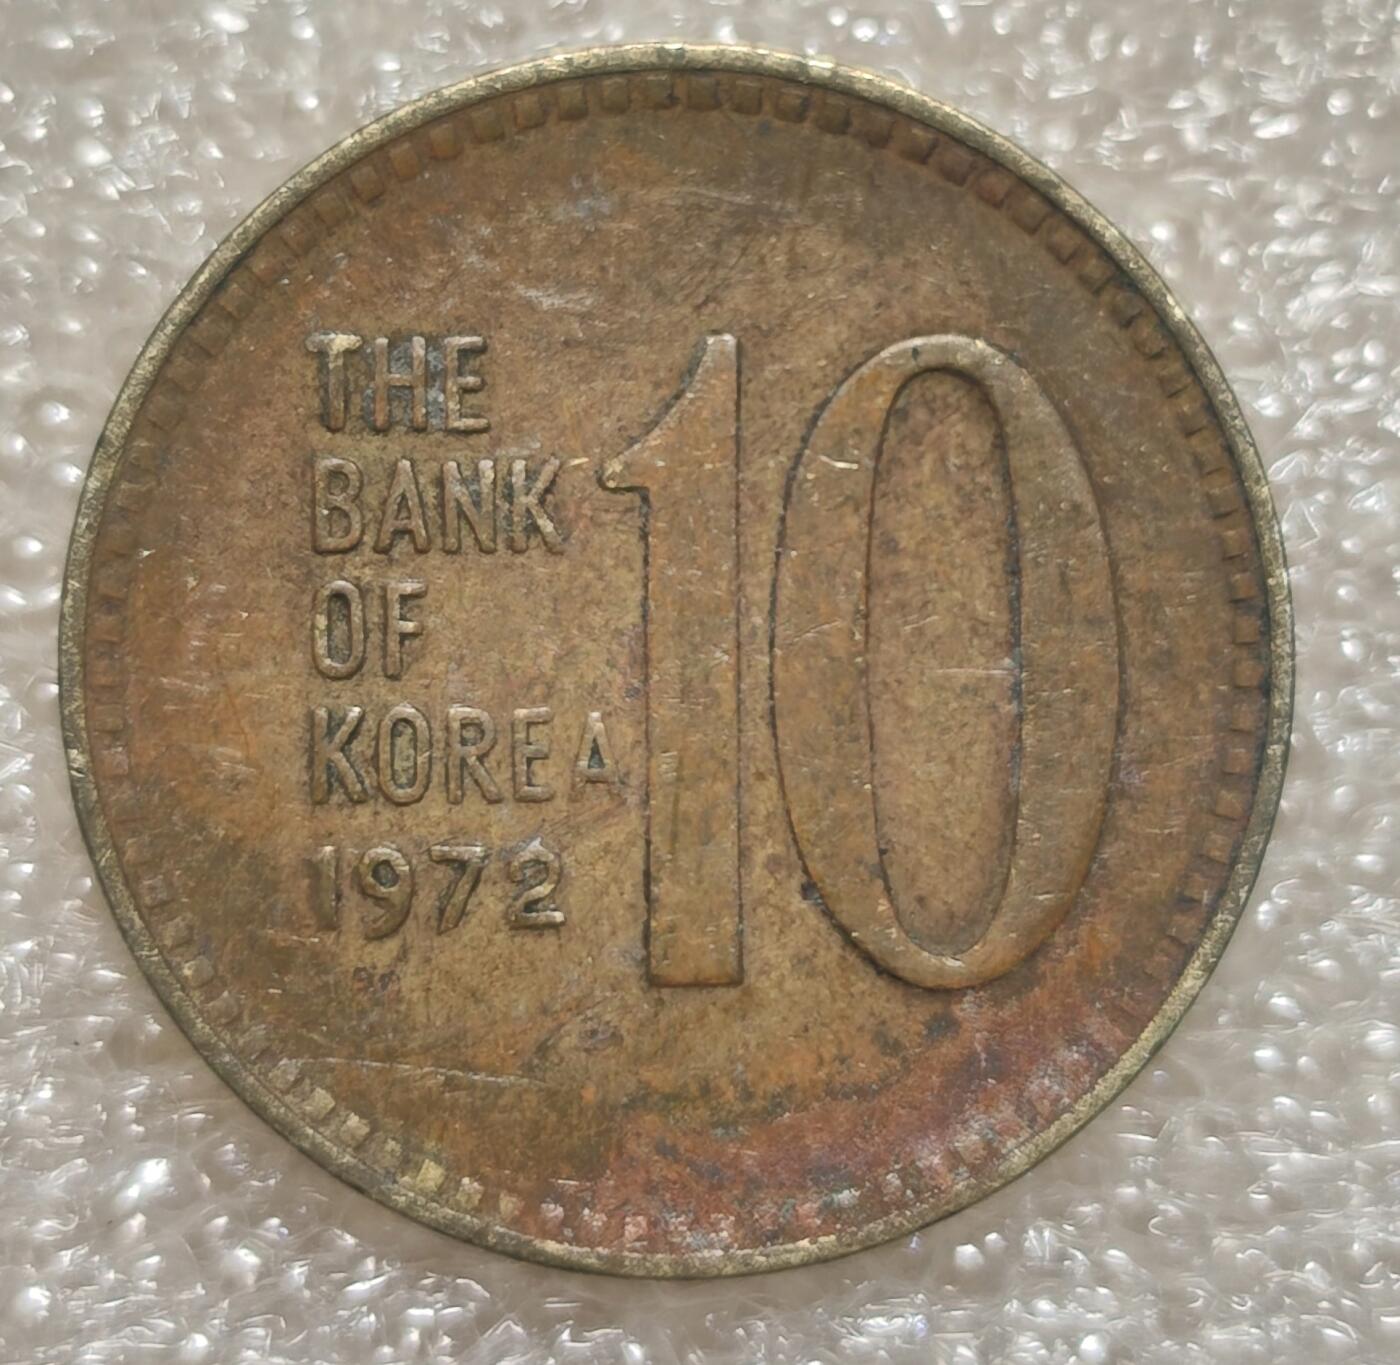 THE
BANK
OF
KOREA
1972
10